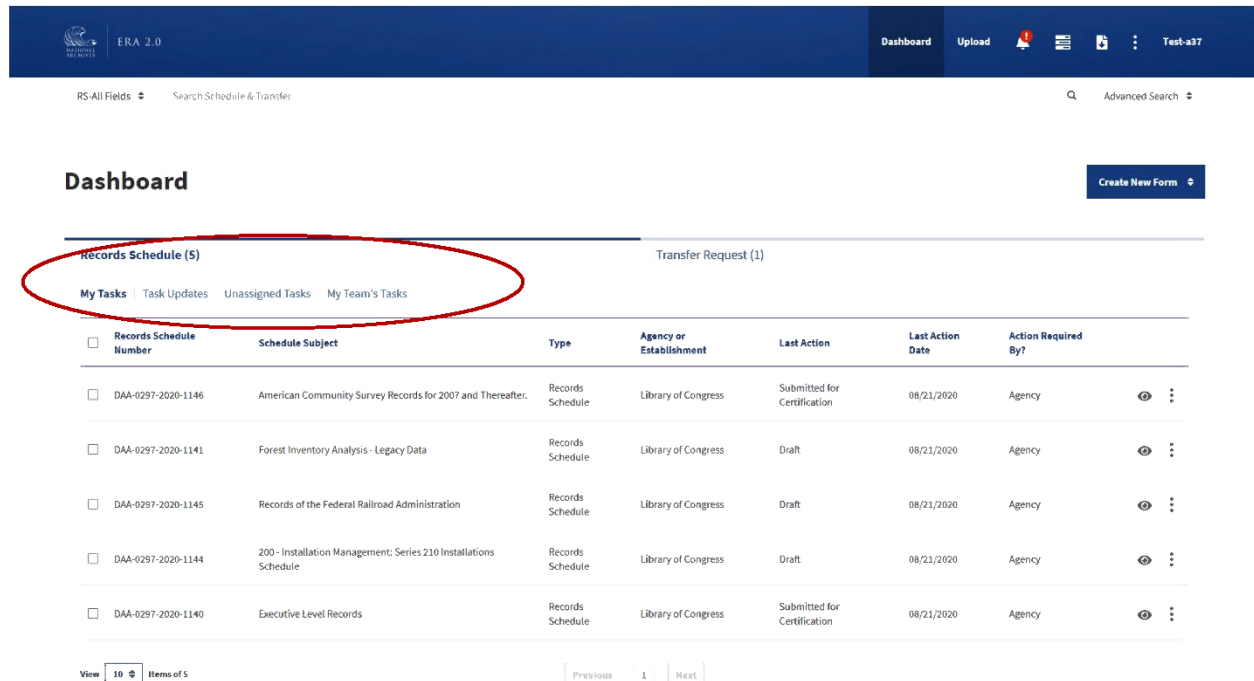 NATIONAL ARCHIVES ERA 2.0 Dashboard Upload ! Test-a37
RS-All Fields Search Schedule & Transfer Advanced Search
Dashboard
Create New Form
Records Schedule (5) Transfer Request (1)
My Tasks Task Updates Unassigned Tasks My Team's Tasks
Records Schedule Number Schedule Subject Type Agency or Establishment Last Action Last Action Date Action Required By?
DAA-0297-2020-1146 American Community Survey Records for 2007 and Thereafter. Records Schedule Library of Congress Submitted for Certification 08/21/2020 Agency
DAA-0297-2020-1141 Forest Inventory Analysis - Legacy Data Records Schedule Library of Congress Draft 08/21/2020 Agency
DAA-0297-2020-1145 Records of the Federal Railroad Administration Records Schedule Library of Congress Draft 08/21/2020 Agency
DAA-0297-2020-1144 200 - Installation Management: Series 210 Installations Schedule Records Schedule Library of Congress Draft 08/21/2020 Agency
DAA-0297-2020-1140 Executive Level Records Records Schedule Library of Congress Submitted for Certification 08/21/2020 Agency
View 10 Items of 5 Previous 1 Next